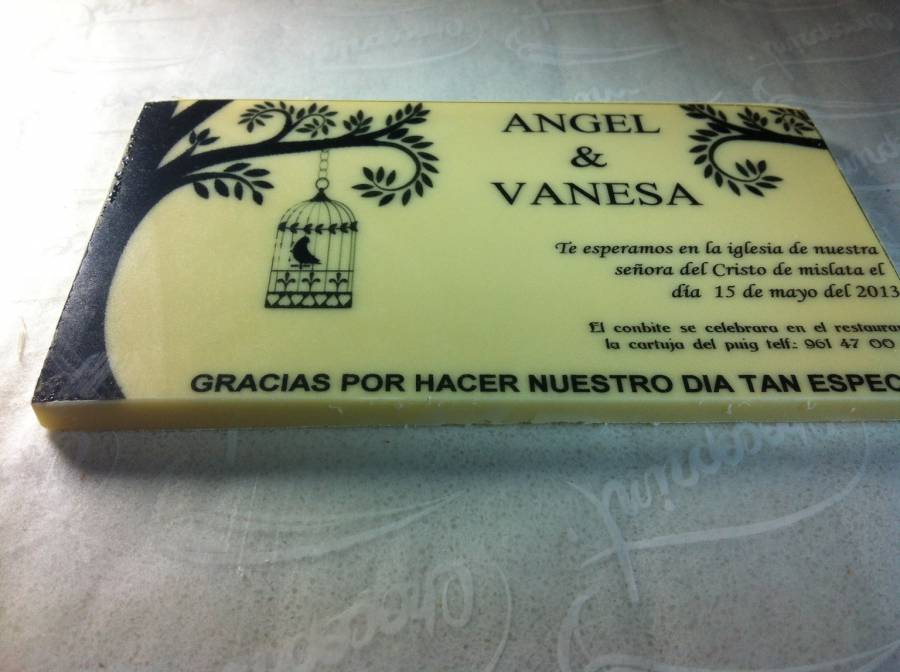 ANGEL
&
VANESA
Te esperamos en la iglesia de nuestra
señora del Cristo de mislata el
día 15 de mayo del 2013
El conbite se celebrara en el restauran
la cartuja del puig telf.: 961 47 00
GRACIAS POR HACER NUESTRO DIA TAN ESPEC